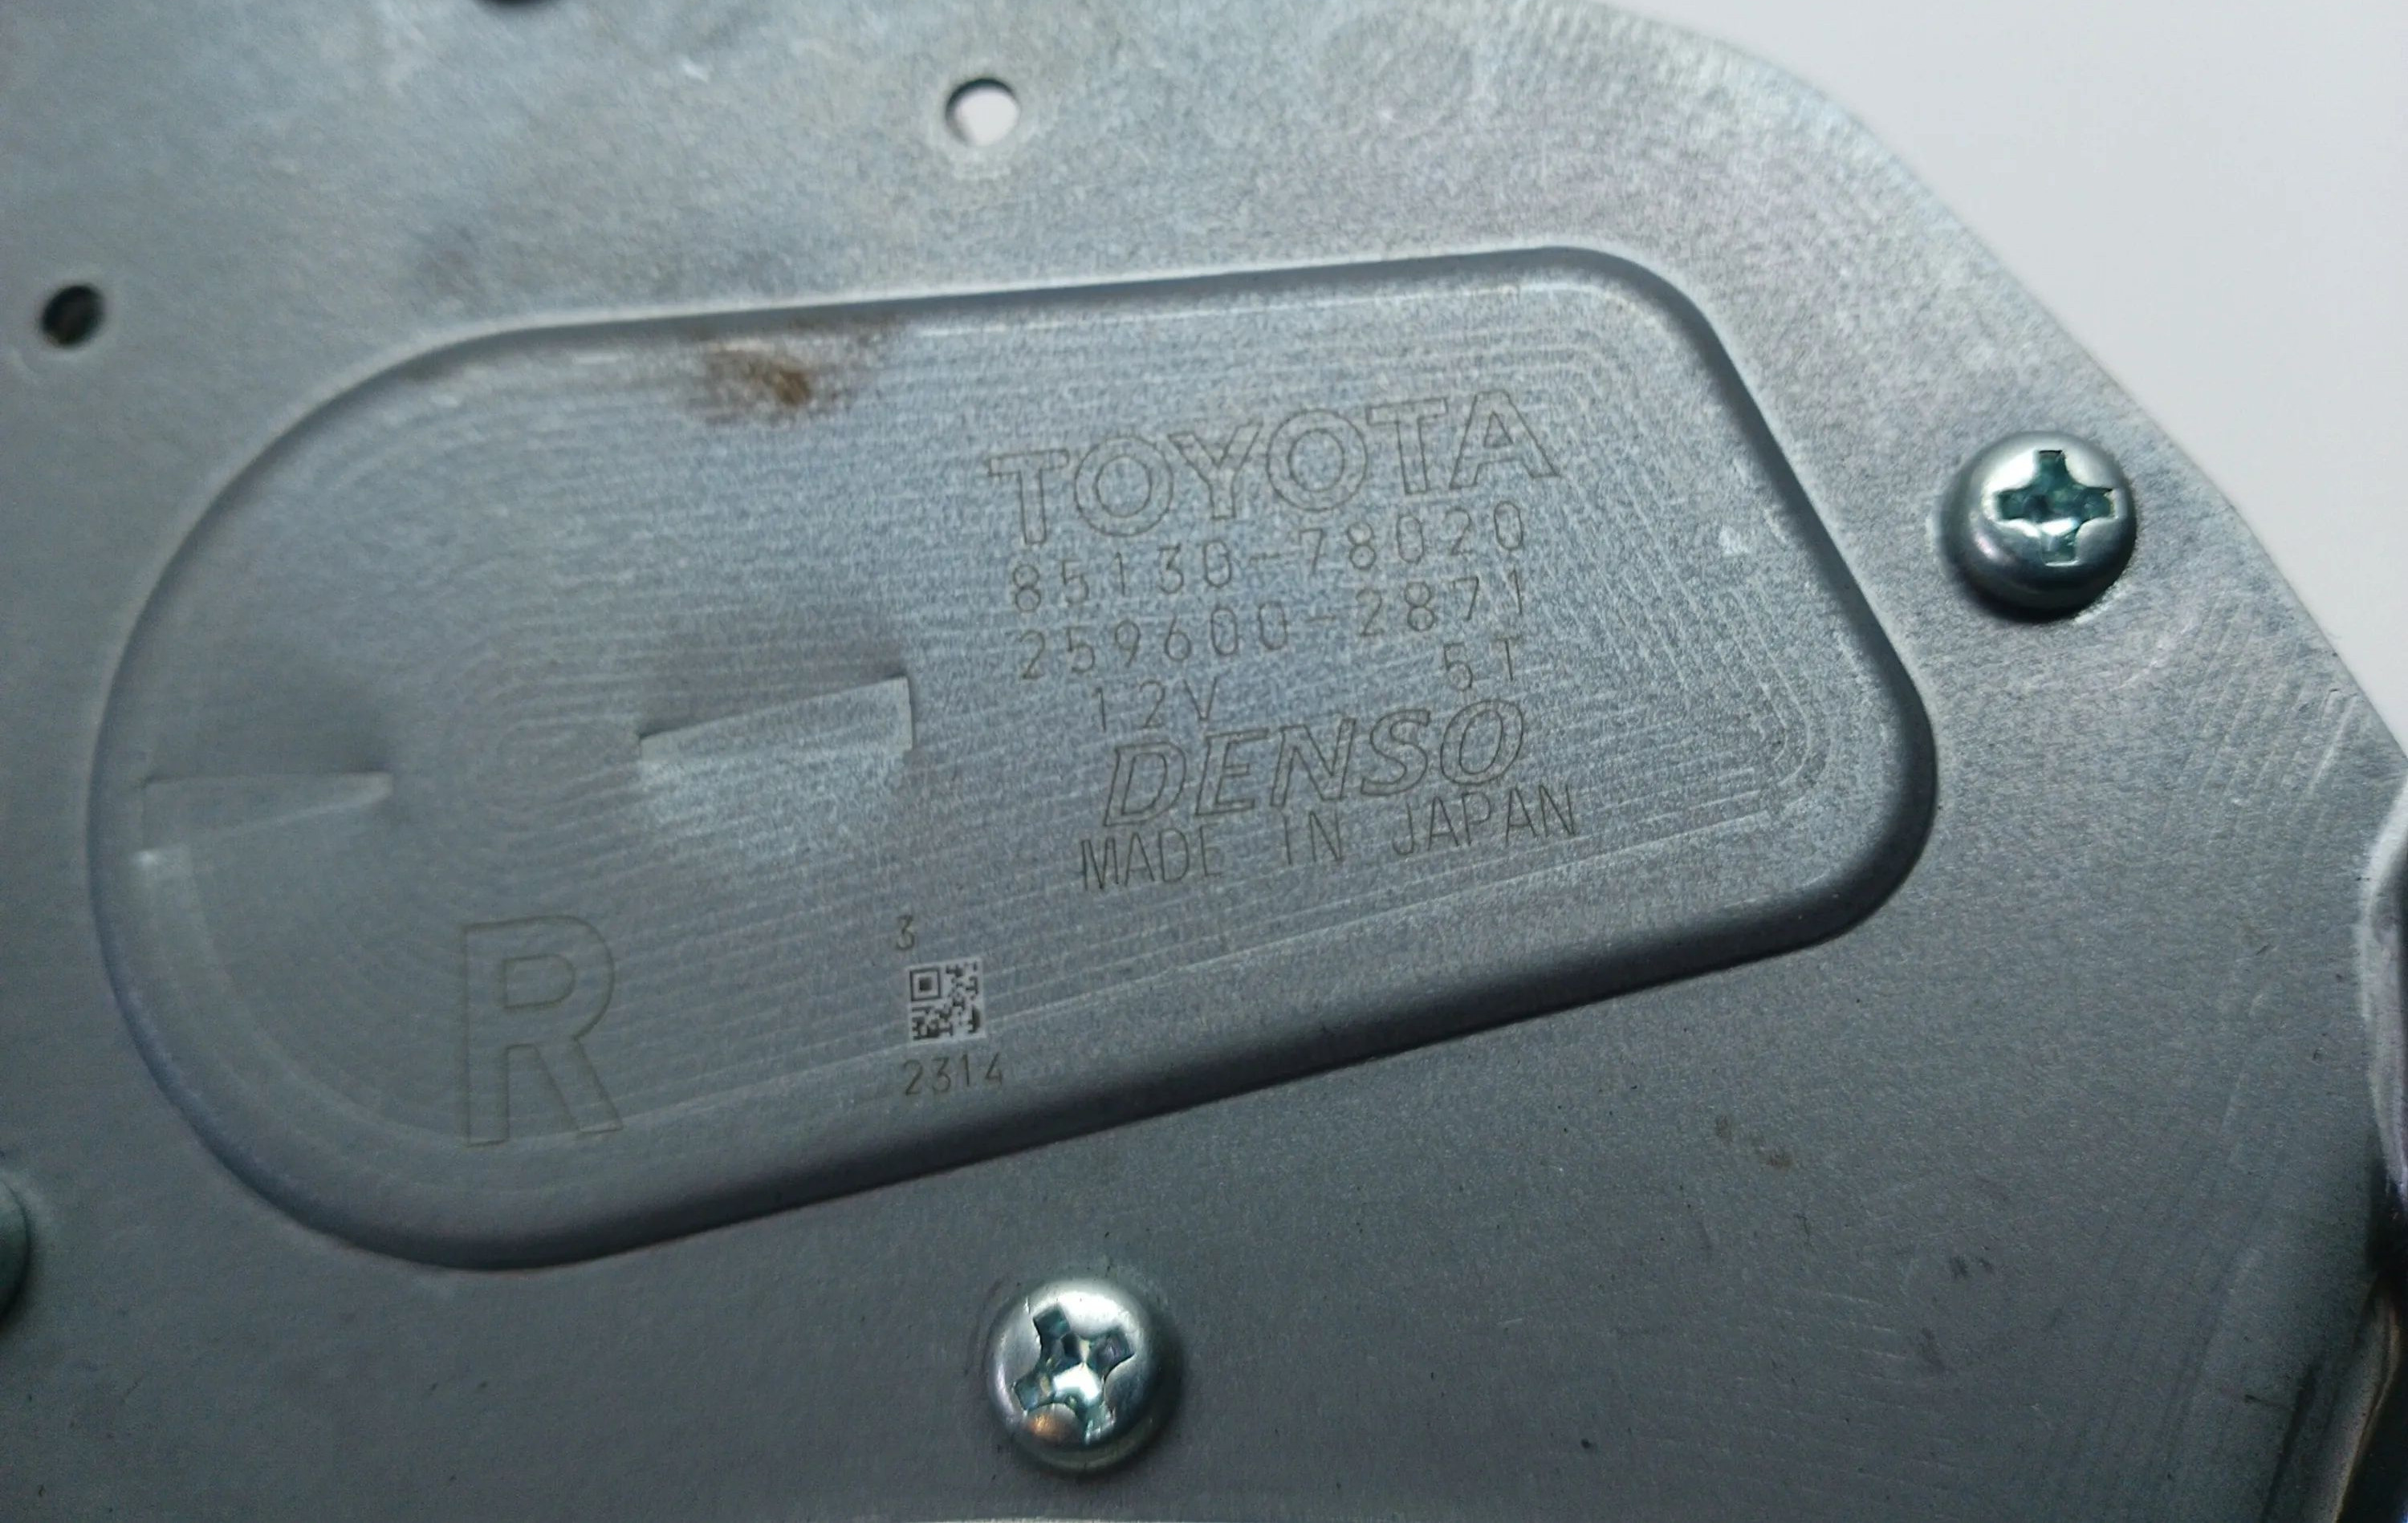 TOYOTA
85130-78020
259600-2871
12V 5T
DENSO
MADE IN JAPAN
R
3
2314